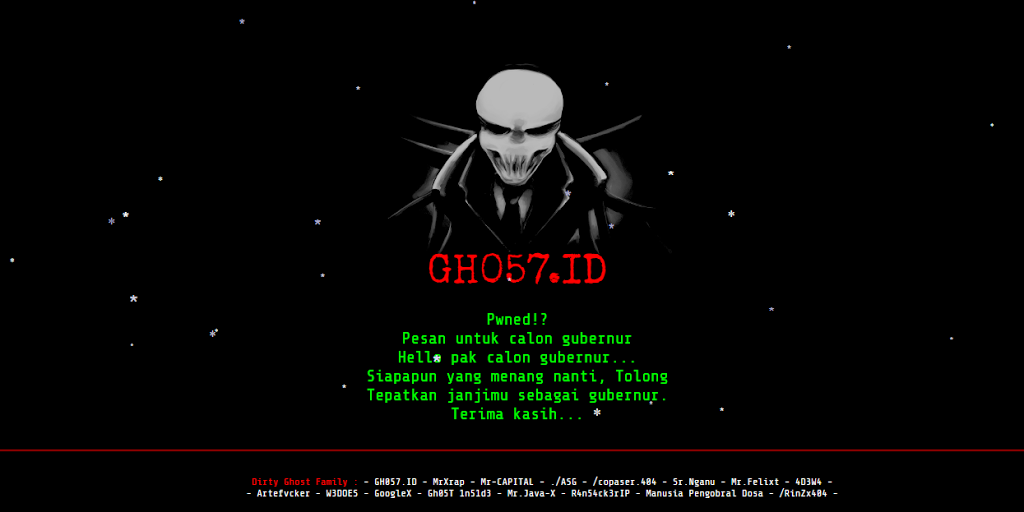 GH057.ID
Pwned!?
Pesan untuk calon gubernur
Hello pak calon gubernur...
Siapapun yang menang nanti, Tolong
Tepatkan janjimu sebagai gubernur.
Terima kasih...
Dirty Ghost Family : - GH057.ID - MrXrap - Mr-CAPITAL - ./ASG - /copaser.404 - Sr.Nganu - Mr.Felixt - 4D3W4 -
- Artefvcker - W3DDE5 - GoogleX - Gh05T 1n51d3 - Mr.Java-X - R4n54ck3rIP - Manusia Pengobral Dosa - /RinZx404 -